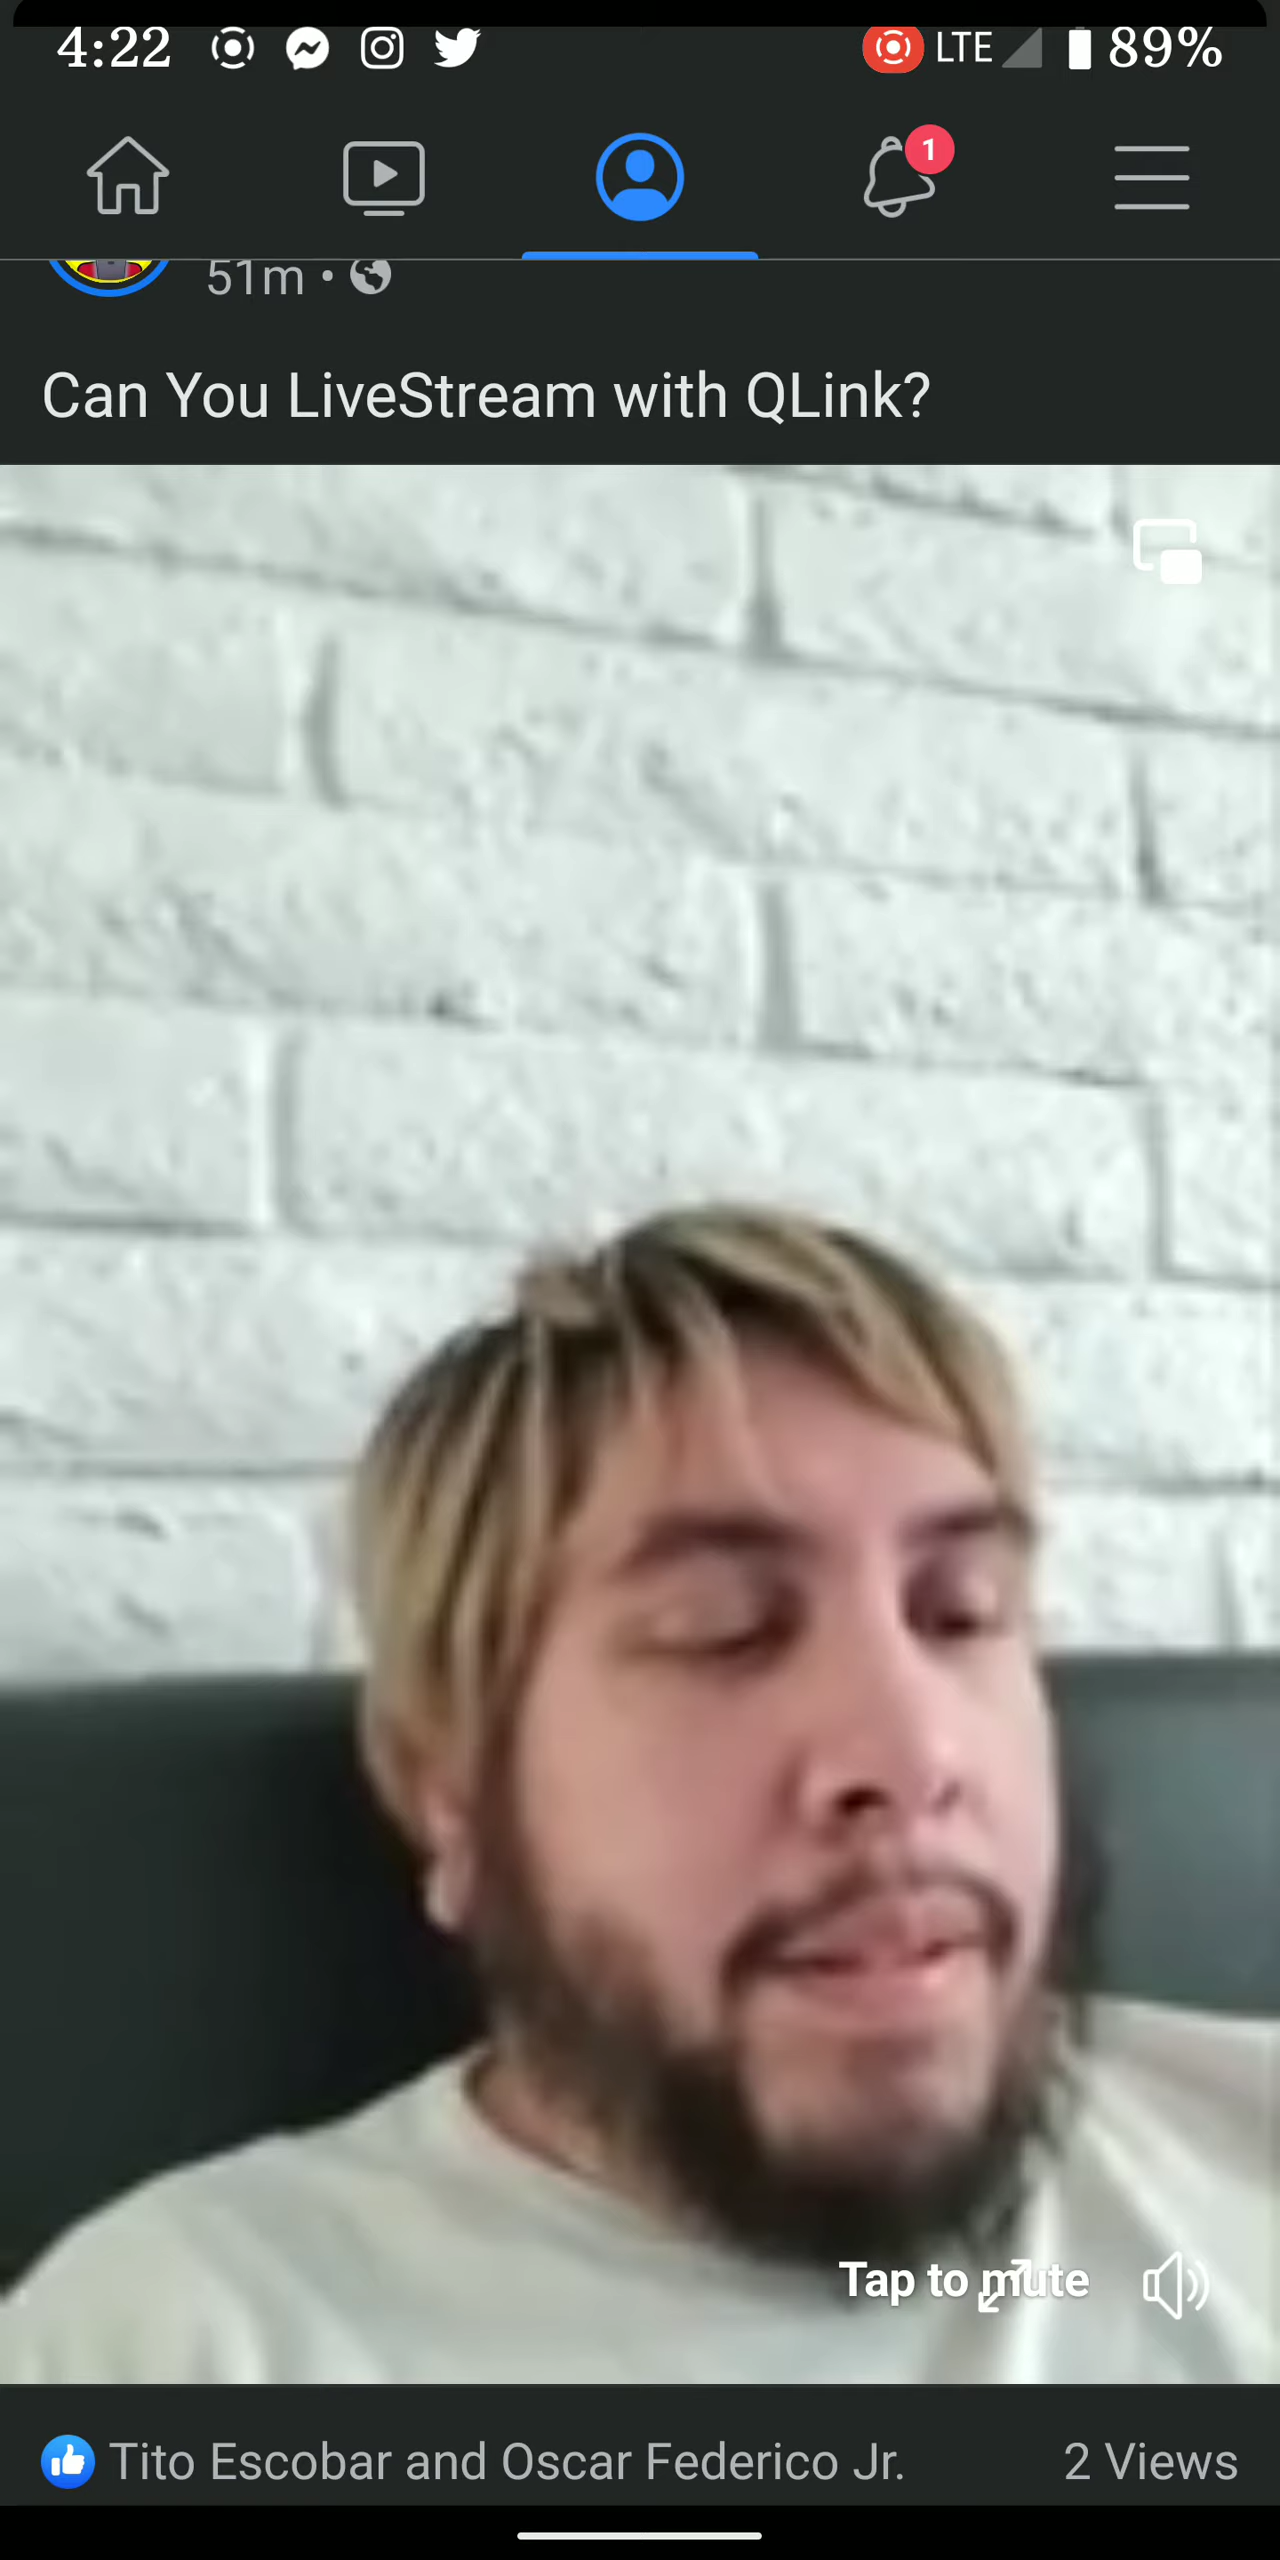 4:22 LTE 89%
1
51m •
Can You LiveStream with QLink?
Tap to mute
Tito Escobar and Oscar Federico Jr. 2 Views